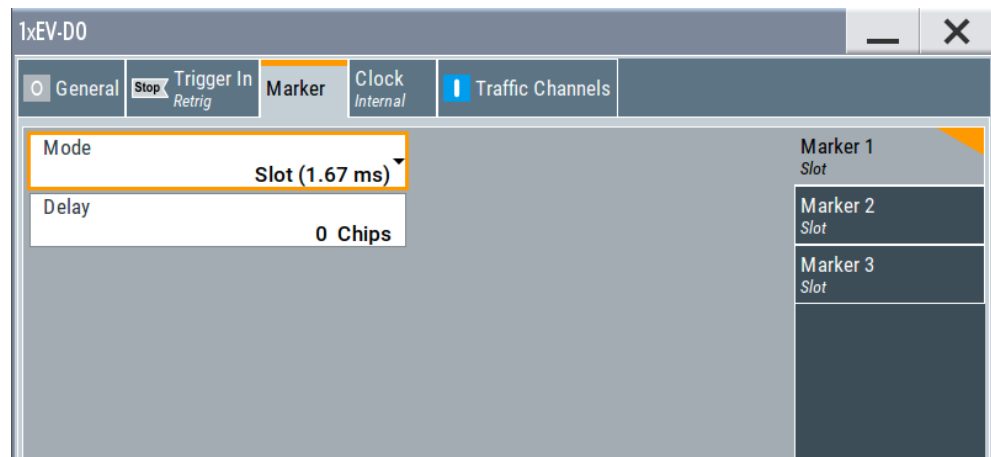 1xEV-DO
O General
Stop Trigger In
Retrig
Marker
Clock
Internal
I Traffic Channels
Mode
Slot (1.67 ms)
Delay
0 Chips
Marker 1
Slot
Marker 2
Slot
Marker 3
Slot